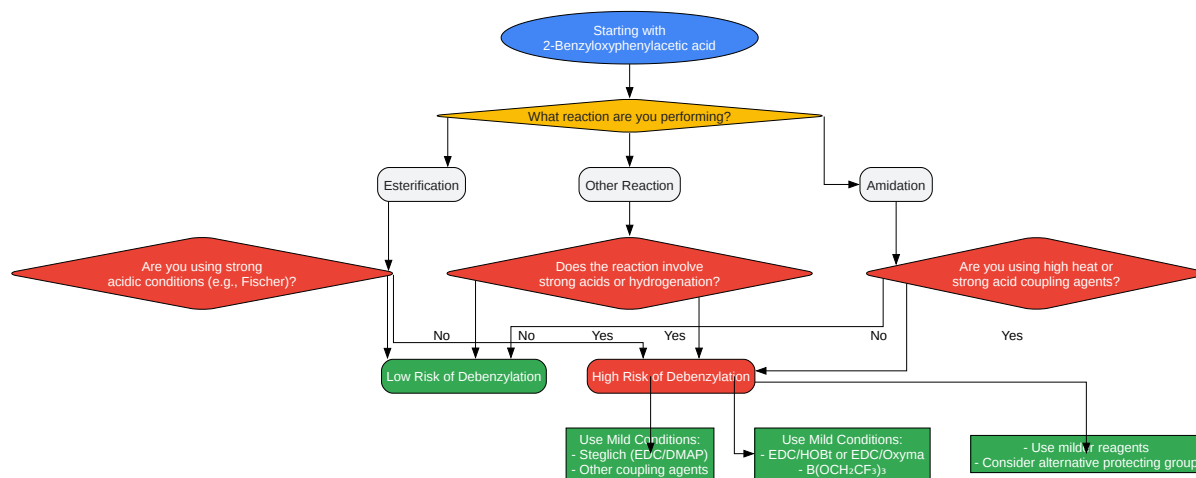 Starting with
2-Benzyloxyphenylacetic acid
What reaction are you performing?
Esterification
Other Reaction
Amidation
Are you using strong
acidic conditions (e.g., Fischer)?
Does the reaction involve
strong acids or hydrogenation?
Are you using high heat or
strong acid coupling agents?
No
No
Yes
Yes
No
Yes
Low Risk of Debenzylation
High Risk of Debenzylation
Use Mild Conditions:
- Steglich (EDC/DMAP)
- Other coupling agents
Use Mild Conditions:
- EDC/HOBt or EDC/Oxyma
- B(OCH₂CF₃)₃
- Use milder reagents
- Consider alternative protecting group